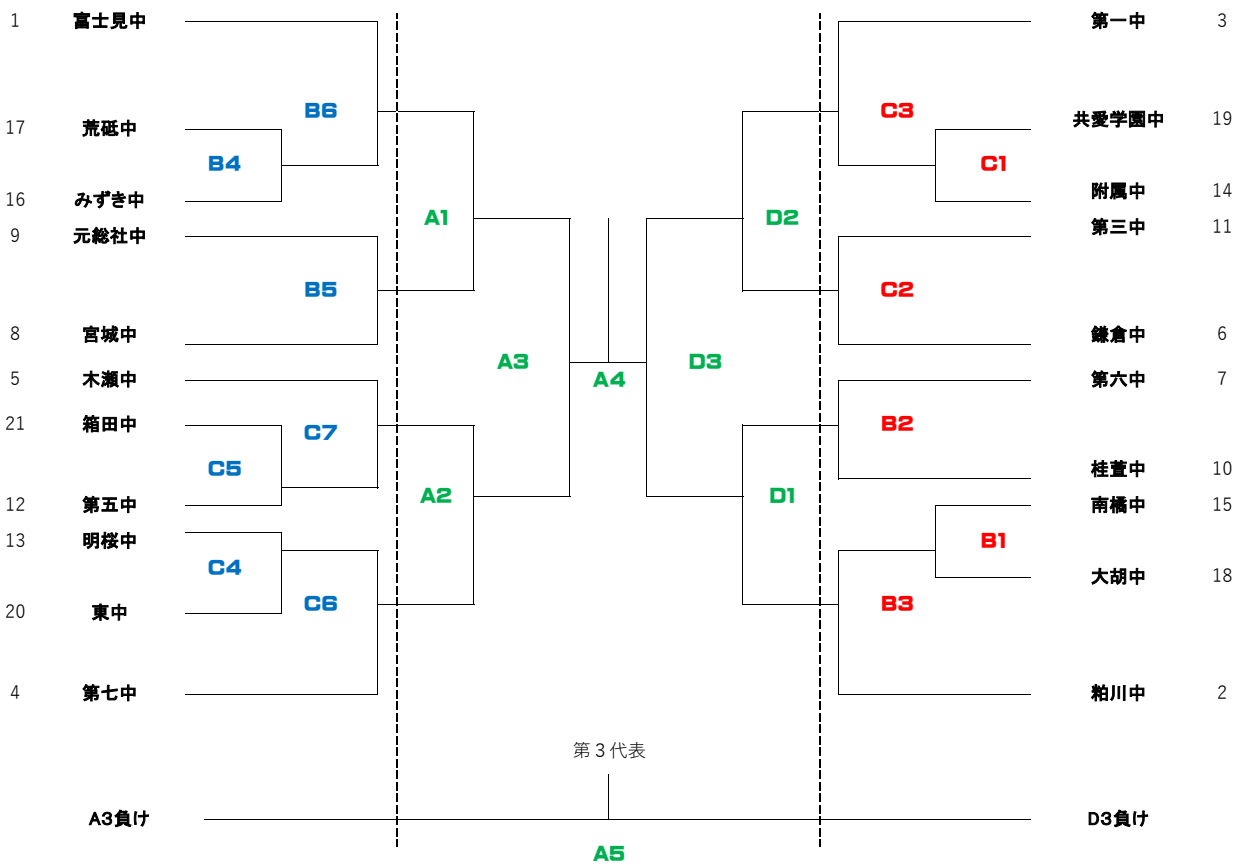 1 富士見中 第一中 3
B6 C3
17 荒砥中 共愛学園中 19
B4 C1
16 みずき中 附属中 14
A1 D2
9 元総社中 第三中 11
B5 C2
8 宮城中 鎌倉中 6
A3 D3
5 木瀬中 A4 第六中 7
21 箱田中 B2
C7
C5 桂萱中 10
A2 D1
12 第五中 南橘中 15
13 明桜中 B1
C4 大胡中 18
C6 B3
20 東中
4 第七中 粕川中 2
第3代表
A3負け D3負け
A5